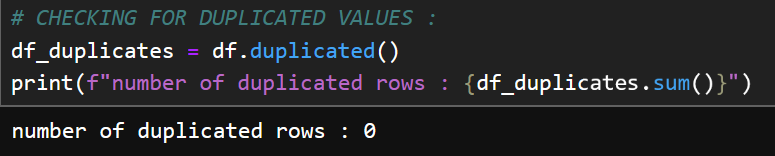 # CHECKING FOR DUPLICATED VALUES :
df_duplicates = df.duplicated()
print(f"number of duplicated rows : {df_duplicates.sum()}")
number of duplicated rows : 0